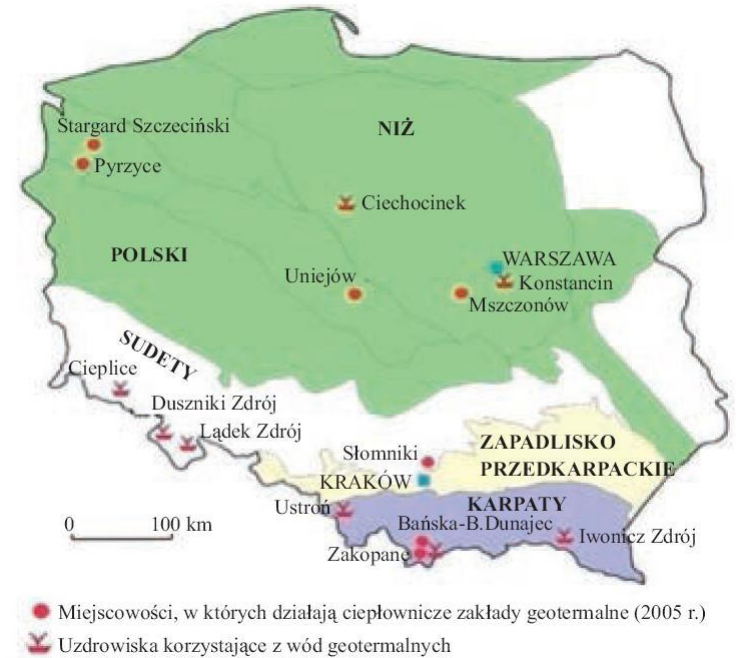 Stargard Szczeciński
NIŻ
Pyrzyce
Ciechocinek
POLSKI
WARSZAWA
Uniejów
Konstancin
Mszczonów
SUDETY
Cieplice
Duszniki Zdrój
Lądek Zdrój
ZAPADLISKO
Słomniki
PRZEDKARPACKIE
KRAKÓW
KARPATY
Ustroń
Bańska-B.Dunajec
0 100 km
Iwonicz Zdrój
Zakopane
Miejscowości, w których działają ciepłownicze zakłady geotermalne (2005 r.)
Uzdrowiska korzystające z wód geotermalnych